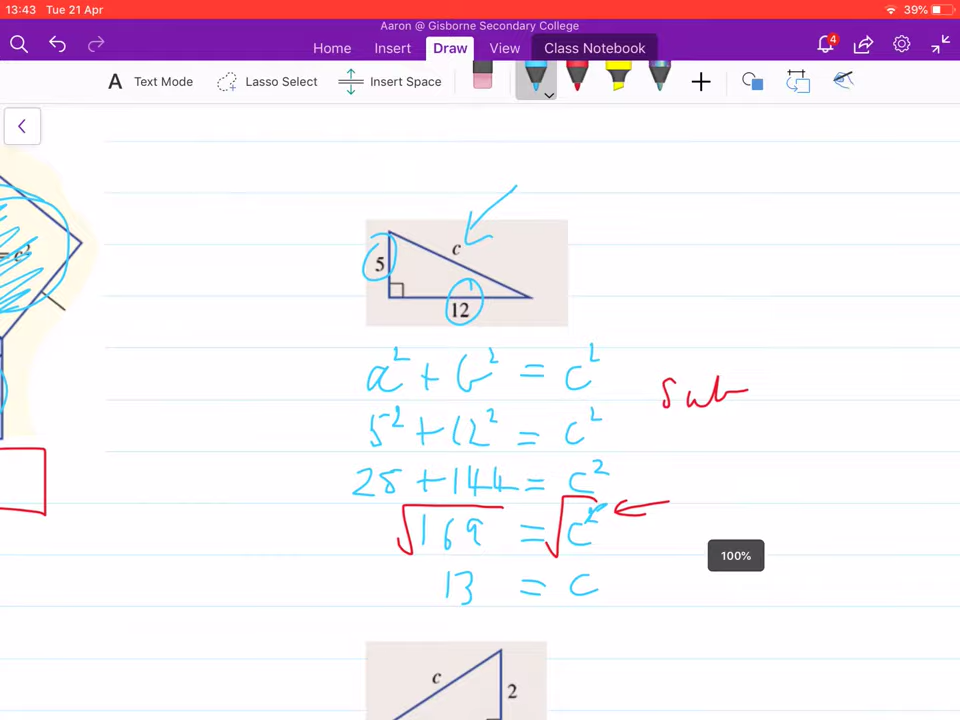 13:43 Tue 21 Apr 39%
Aaron @ Gisborne Secondary College
Home Insert Draw View Class Notebook 4
A Text Mode Lasso Select Insert Space
= c²
c
5
12
a² + b² = c²
5² + 12² = c²
sub
25 + 144 = c²
√169 = √c²
100%
13 = c
c
2